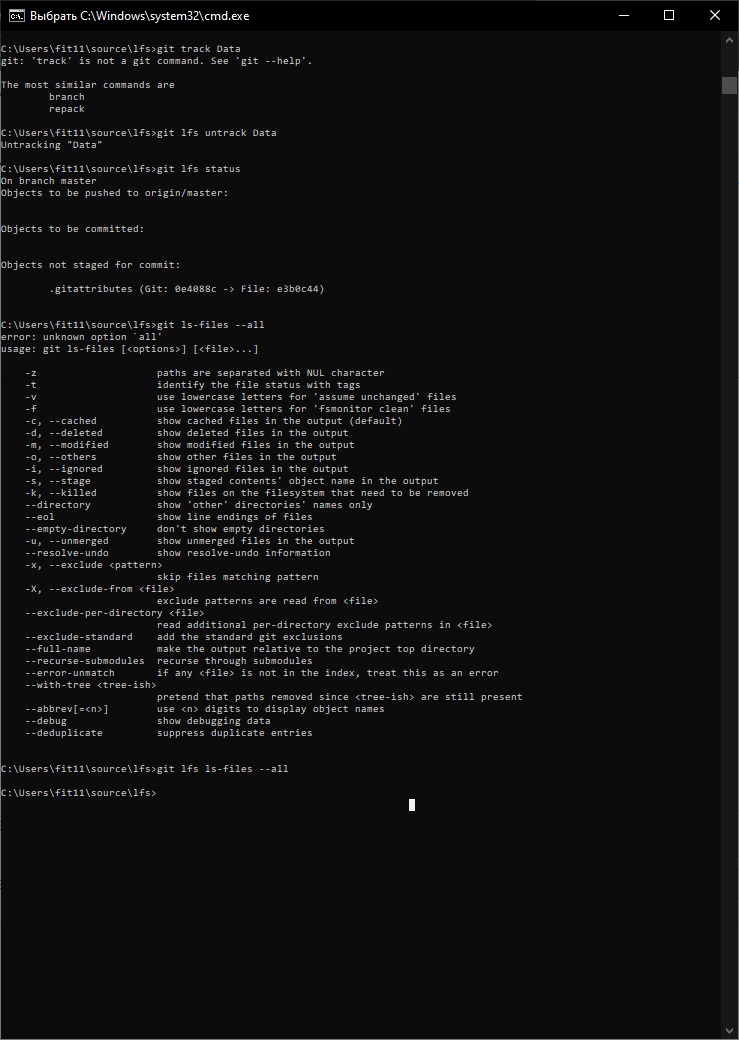 Выбрать C:\Windows\system32\cmd.exe
C:\Users\fit11\source\lfs>git track Data
git: 'track' is not a git command. See 'git --help'.
The most similar commands are
branch
repack
C:\Users\fit11\source\lfs>git lfs untrack Data
Untracking "Data"
C:\Users\fit11\source\lfs>git lfs status
On branch master
Objects to be pushed to origin/master:
Objects to be committed:
Objects not staged for commit:
.gitattributes (Git: 0e4088c -> File: e3b0c44)
C:\Users\fit11\source\lfs>git ls-files --all
error: unknown option `all'
usage: git ls-files [<options>] [<file>...]
-z                    paths are separated with NUL character
-t                    identify the file status with tags
-v                    use lowercase letters for 'assume unchanged' files
-f                    use lowercase letters for 'fsmonitor clean' files
-c, --cached          show cached files in the output (default)
-d, --deleted         show deleted files in the output
-m, --modified        show modified files in the output
-o, --others          show other files in the output
-i, --ignored         show ignored files in the output
-s, --stage           show staged contents' object name in the output
-k, --killed          show files on the filesystem that need to be removed
--directory           show 'other' directories' names only
--eol                 show line endings of files
--empty-directory     don't show empty directories
-u, --unmerged        show unmerged files in the output
--resolve-undo        show resolve-undo information
-x, --exclude <pattern>
skip files matching pattern
-X, --exclude-from <file>
exclude patterns are read from <file>
--exclude-per-directory <file>
read additional per-directory exclude patterns in <file>
--exclude-standard    add the standard git exclusions
--full-name           make the output relative to the project top directory
--recurse-submodules  recurse through submodules
--error-unmatch       if any <file> is not in the index, treat this as an error
--with-tree <tree-ish>
pretend that paths removed since <tree-ish> are still present
--abbrev[=<n>]        use <n> digits to display object names
--debug               show debugging data
--deduplicate         suppress duplicate entries
C:\Users\fit11\source\lfs>git lfs ls-files --all
C:\Users\fit11\source\lfs>